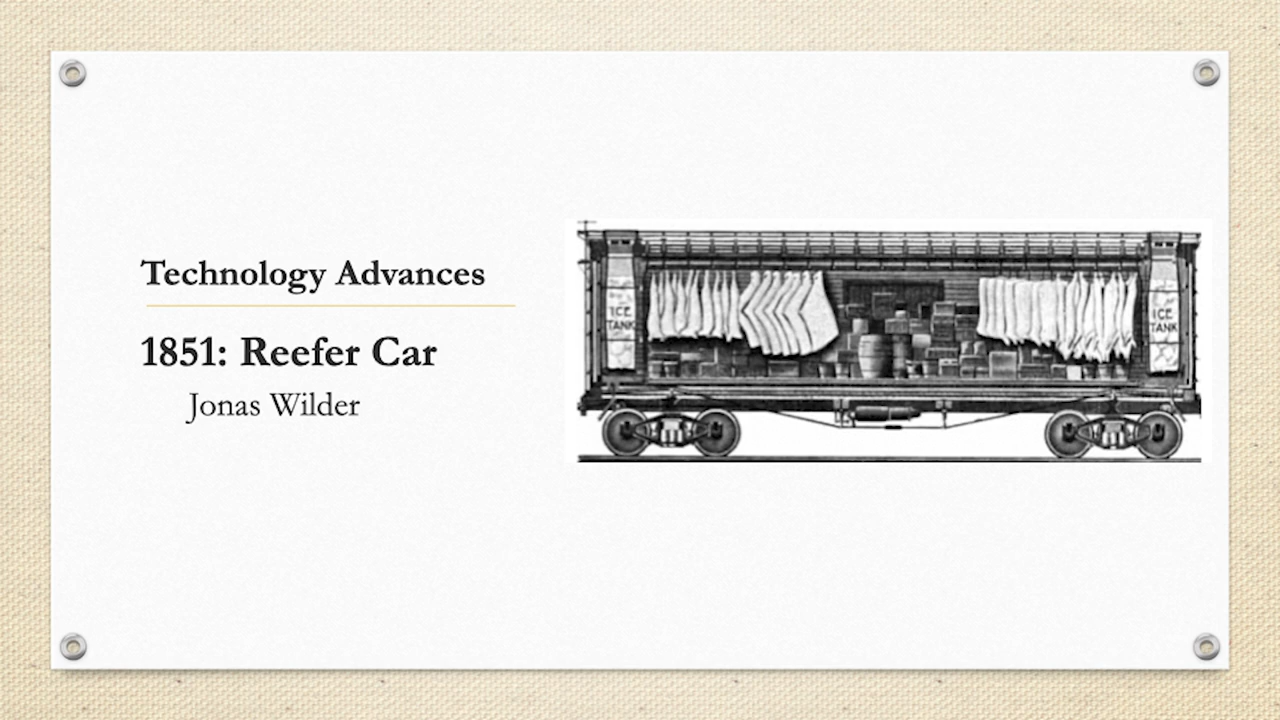 Technology Advances
1851: Reefer Car
Jonas Wilder
ICE
TANK
ICE
TANK